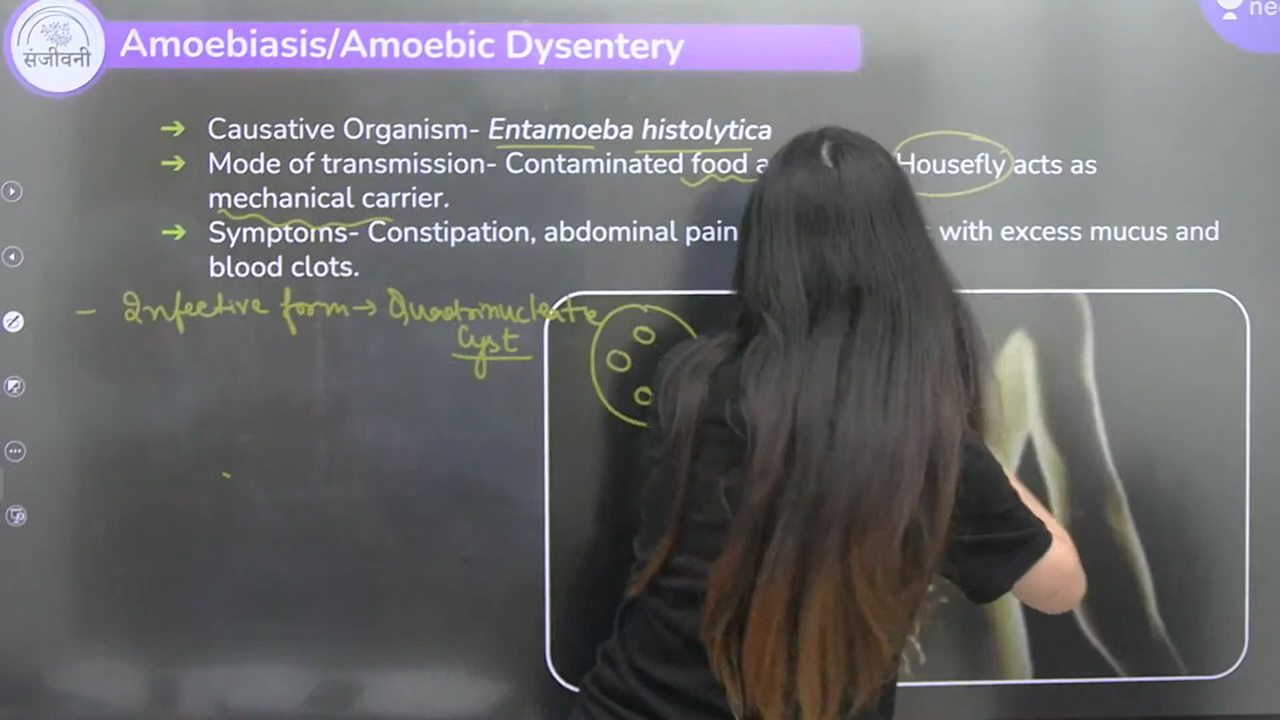 संजीवनी
Amoebiasis/Amoebic Dysentery
nee
➔ Causative Organism- Entamoeba histolytica
➔ Mode of transmission- Contaminated food Housefly acts as
mechanical carrier.
➔ Symptoms- Constipation, abdominal pain with excess mucus and
blood clots.
- Infective form → Quadrinucleate
Cyst